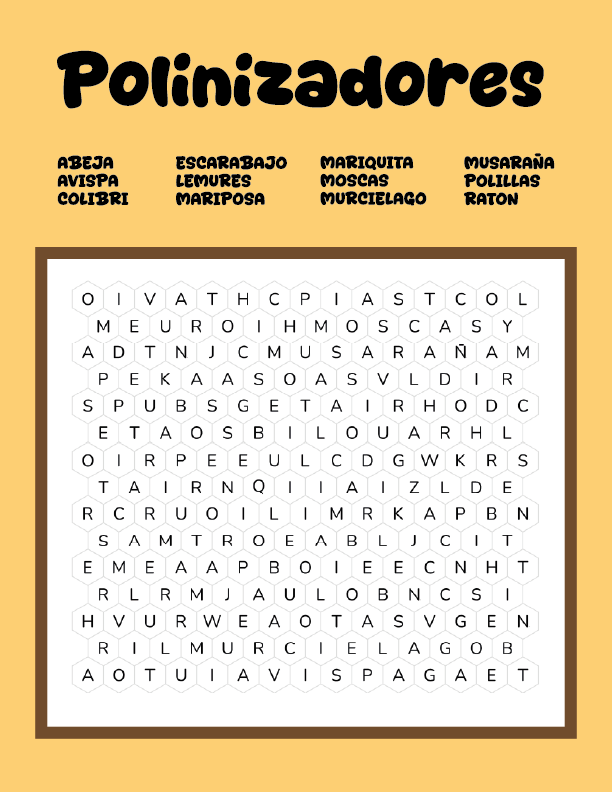 Polinizadores
ABEJA ESCARABAJO MARIQUITA MUSARAÑA
AVISPA LEMURES MOSCAS POLILLAS
COLIBRI MARIPOSA MURCIELAGO RATON
O I V A T H C P I A S T C O L
M E U R O I H M O S C A S Y
A D T N J C M U S A R A Ñ A M
P E K A A S O A S V L D I R
S P U B S G E T A I R H O D C
E T A O S B I L O U A R H L
O I R P E E U L C D G W K R S
T A I R N Q I I A I Z L D E
R C R U O I L I M R K A P B N
S A M T R O E A B L J C I T
E M E A A P B O I E E C N H T
R L R M J A U L O B N C S I
H V U R W E A O T A S V G E N
R I L M U R C I E L A G O B
A O T U I A V I S P A G A E T